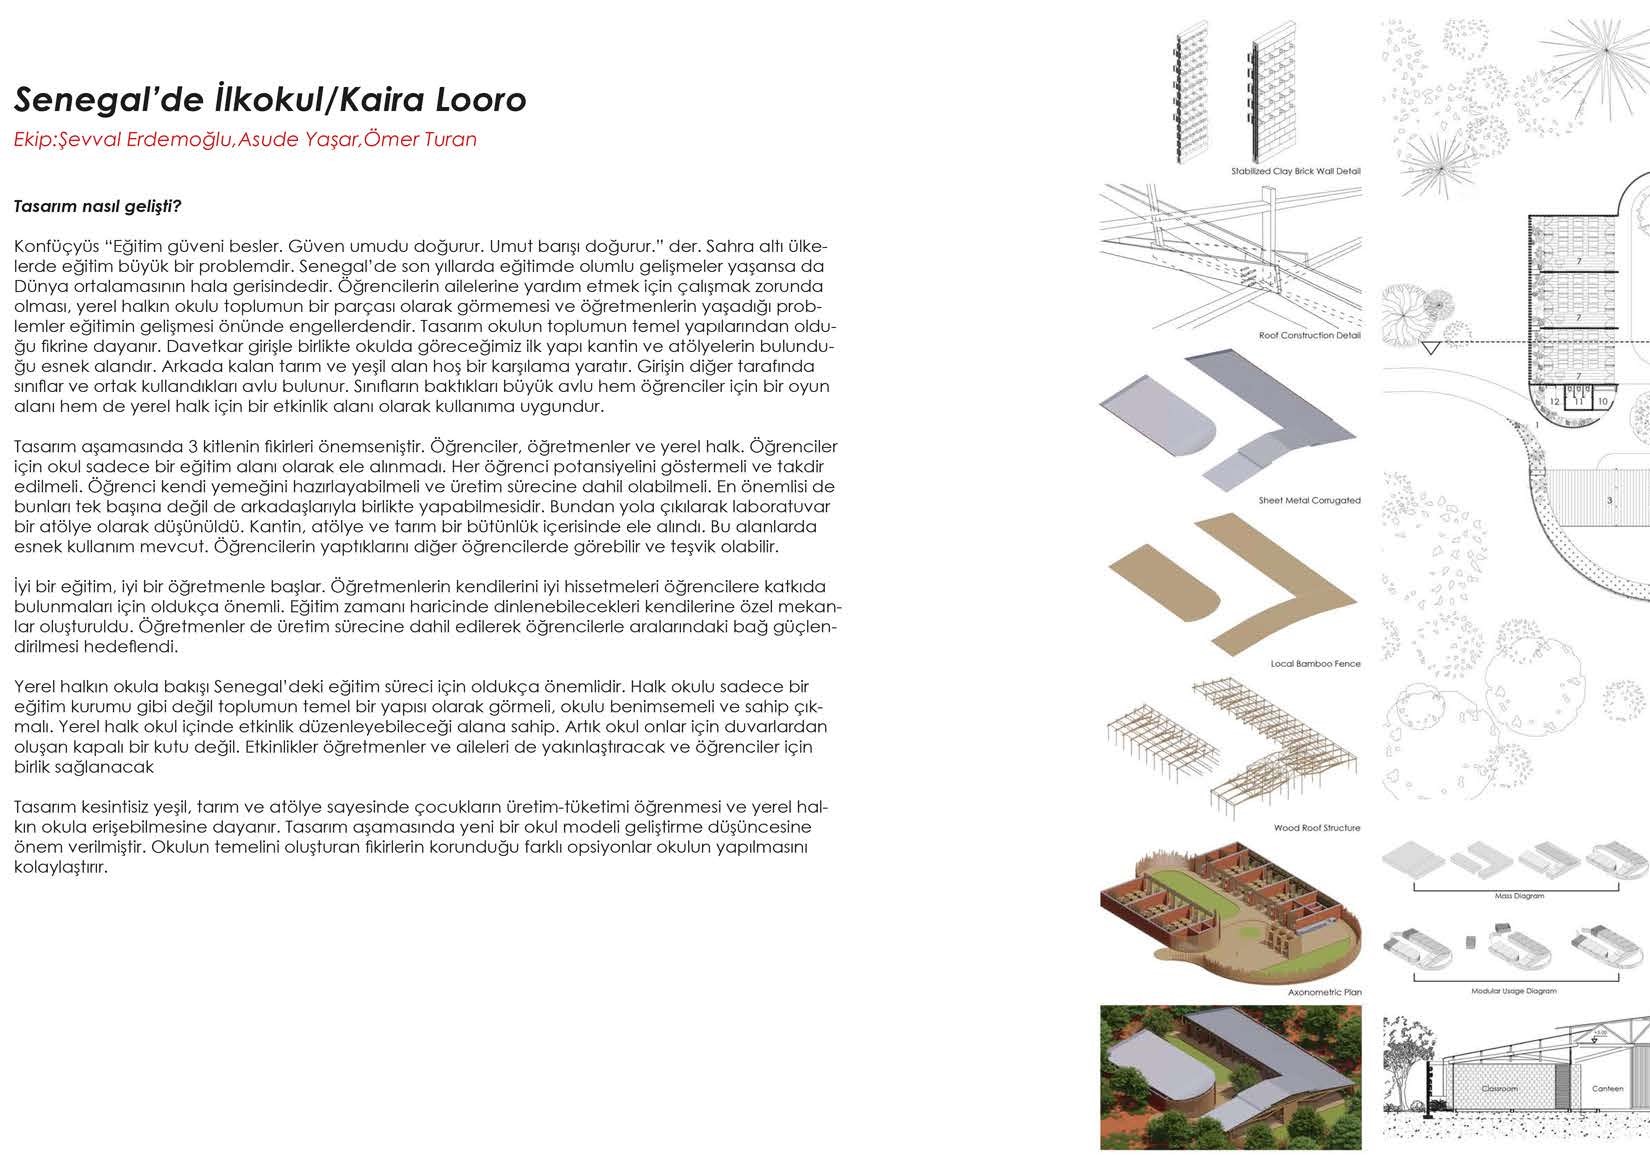 Senegal’de İlkokul/Kaira Looro
Ekip:Şevval Erdemoğlu,Asude Yaşar,Ömer Turan
Tasarım nasıl gelişti?
Konfüçyüs “Eğitim güveni besler. Güven umudu doğurur. Umut barışı doğurur.” der. Sahra altı ülke-
lerde eğitim büyük bir problemdir. Senegal’de son yıllarda eğitimde olumlu gelişmeler yaşansa da
Dünya ortalamasının hala gerisindedir. Öğrencilerin ailelerine yardım etmek için çalışmak zorunda
olması, yerel halkın okulu toplumun bir parçası olarak görmemesi ve öğretmenlerin yaşadığı prob-
lemler eğitimin gelişmesi önünde engellerdendir. Tasarım okulun toplumun temel yapılarından oldu-
ğu fikrine dayanır. Davetkar girişle birlikte okulda göreceğimiz ilk yapı kantin ve atölyelerin bulundu-
ğu esnek alandır. Arkada kalan tarım ve yeşil alan hoş bir karşılama yaratır. Girişin diğer tarafında
sınıflar ve ortak kullandıkları avlu bulunur. Sınıfların baktıkları büyük avlu hem öğrenciler için bir oyun
alanı hem de yerel halk için bir etkinlik alanı olarak kullanıma uygundur.
Tasarım aşamasında 3 kitlenin fikirleri önemseniştir. Öğrenciler, öğretmenler ve yerel halk. Öğrenciler
için okul sadece bir eğitim alanı olarak ele alınmadı. Her öğrenci potansiyelini göstermeli ve takdir
edilmeli. Öğrenci kendi yemeğini hazırlayabilmeli ve üretim sürecine dahil olabilmeli. En önemlisi de
bunları tek başına değil de arkadaşlarıyla birlikte yapabilmesidir. Bundan yola çıkılarak laboratuvar
bir atölye olarak düşünüldü. Kantin, atölye ve tarım bir bütünlük içerisinde ele alındı. Bu alanlarda
esnek kullanım mevcut. Öğrencilerin yaptıklarını diğer öğrencilerde görebilir ve teşvik olabilir.
İyi bir eğitim, iyi bir öğretmenle başlar. Öğretmenlerin kendilerini iyi hissetmeleri öğrencilere katkıda
bulunmaları için oldukça önemli. Eğitim zamanı haricinde dinlenebilecekleri kendilerine özel mekan-
lar oluşturuldu. Öğretmenler de üretim sürecine dahil edilerek öğrencilerle aralarındaki bağ güçlen-
dirilmesi hedeflendi.
Yerel halkın okula bakışı Senegal’deki eğitim süreci için oldukça önemlidir. Halk okulu sadece bir
eğitim kurumu gibi değil toplumun temel bir yapısı olarak görmeli, okulu benimsemeli ve sahip çık-
malı. Yerel halk okul içinde etkinlik düzenleyebileceği alana sahip. Artık okul onlar için duvarlardan
oluşan kapalı bir kutu değil. Etkinlikler öğretmenler ve aileleri de yakınlaştıracak ve öğrenciler için
birlik sağlanacak
Tasarım kesintisiz yeşil, tarım ve atölye sayesinde çocukların üretim-tüketimi öğrenmesi ve yerel hal-
kın okula erişebilmesine dayanır. Tasarım aşamasında yeni bir okul modeli geliştirme düşüncesine
önem verilmiştir. Okulun temelini oluşturan fikirlerin korunduğu farklı opsiyonlar okulun yapılmasını
kolaylaştırır.
Stabilized Clay Brick Wall Detail
Roof Construction Detail
Sheet Metal Corrugated
Local Bamboo Fence
Wood Roof Structure
Axonometric Plan
7
7
7
12 11 10
1
3
Mass Diagram
Modular Usage Diagram
Classroom
Canteen